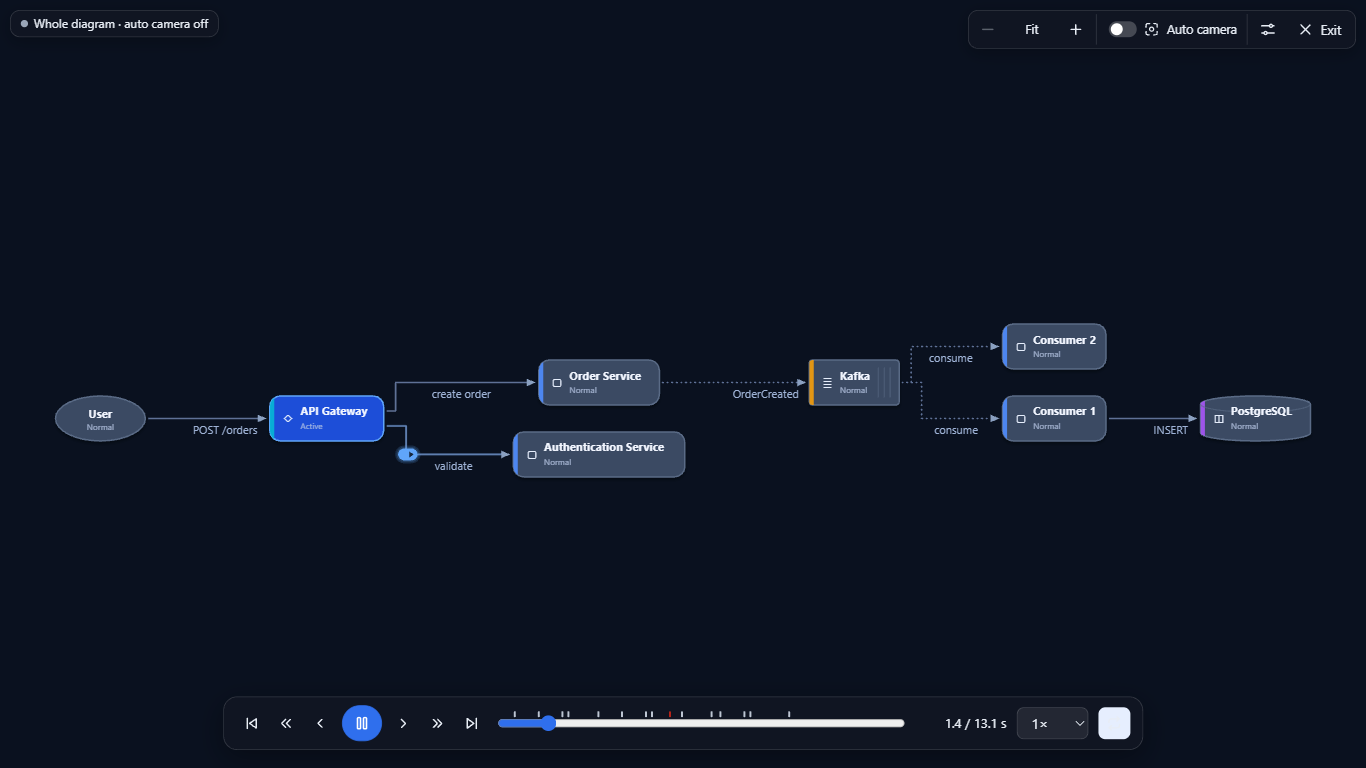 Whole diagram · auto camera off
Fit
Auto camera
Exit
User
Normal
POST /orders
API Gateway
Active
create order
validate
Order Service
Normal
Authentication Service
Normal
OrderCreated
Kafka
Normal
consume
consume
Consumer 2
Normal
Consumer 1
Normal
INSERT
PostgreSQL
Normal
1.4 / 13.1 s
1×